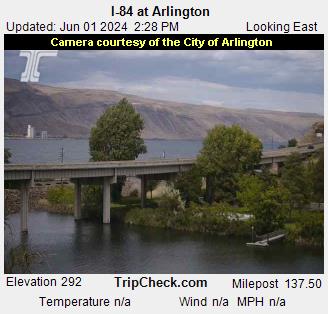 I-84 at Arlington
Updated: Jun 01 2024 2:28 PM Looking East
Camera courtesy of the City of Arlington
Elevation 292 TripCheck.com Milepost 137.50
Temperature n/a Wind n/a MPH n/a